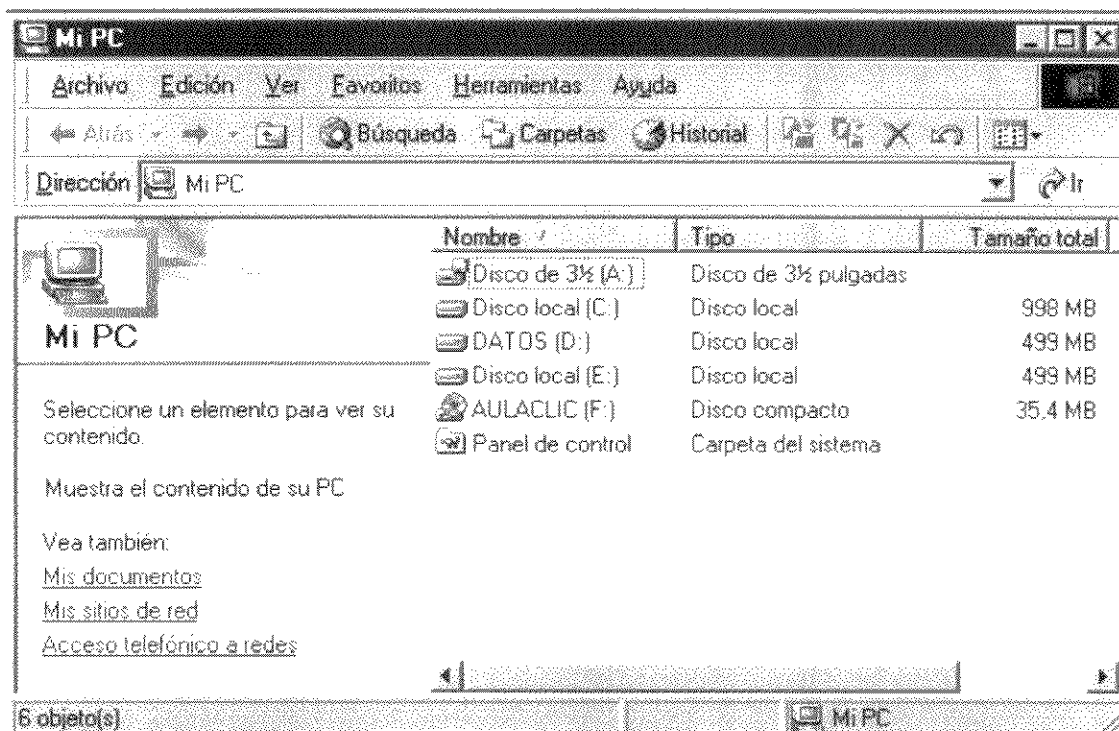 Mi PC
Archivo Edición Ver Favoritos Herramientas Ayuda
Atrás Búsqueda Carpetas Historial
Dirección Mi PC Ir
Nombre Tipo Tamaño total
Disco de 3½ (A:) Disco de 3½ pulgadas
Disco local (C:) Disco local 998 MB
DATOS (D:) Disco local 499 MB
Disco local (E:) Disco local 499 MB
AULACLIC (F:) Disco compacto 35,4 MB
Panel de control Carpeta del sistema
Mi PC
Seleccione un elemento para ver su
contenido.
Muestra el contenido de su PC
Vea también:
Mis documentos
Mis sitios de red
Acceso telefónico a redes
6 objeto(s) Mi PC